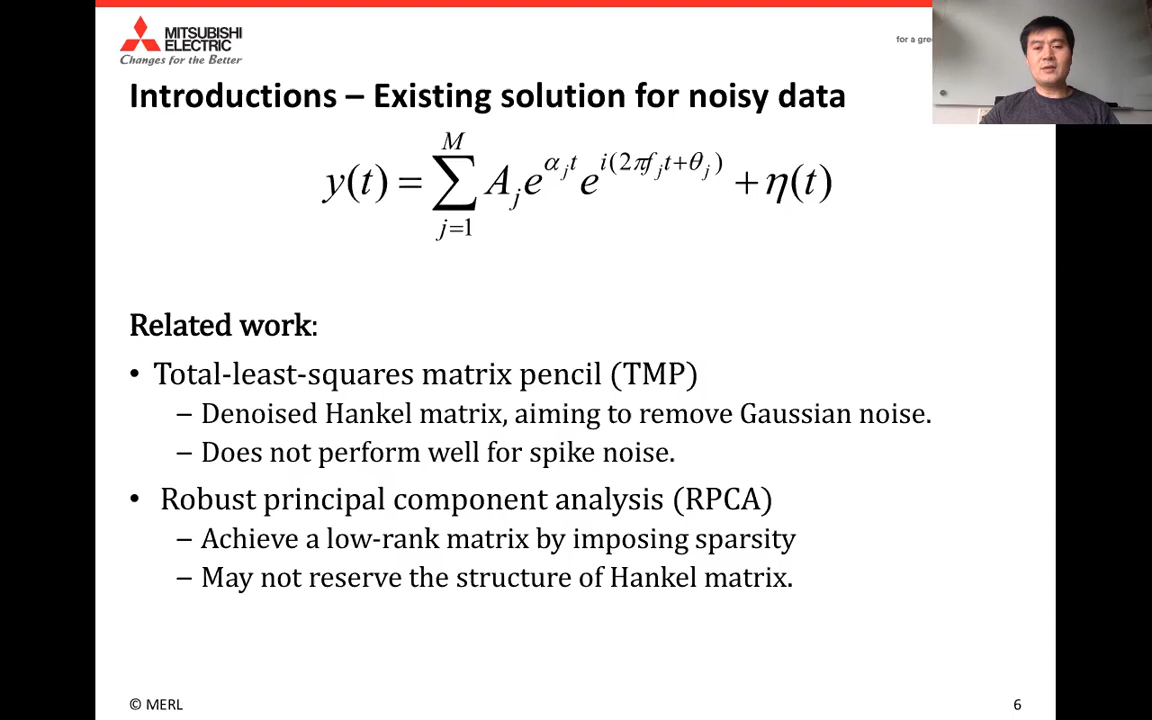 MITSUBISHI
ELECTRIC
Changes for the Better
for a gre
Introductions – Existing solution for noisy data
y(t) = \sum_{j=1}^{M} A_j e^{α_j t} e^{i(2πf_j t+θ_j)} + η(t)
Related work:
• Total-least-squares matrix pencil (TMP)
– Denoised Hankel matrix, aiming to remove Gaussian noise.
– Does not perform well for spike noise.
• Robust principal component analysis (RPCA)
– Achieve a low-rank matrix by imposing sparsity
– May not reserve the structure of Hankel matrix.
© MERL
6